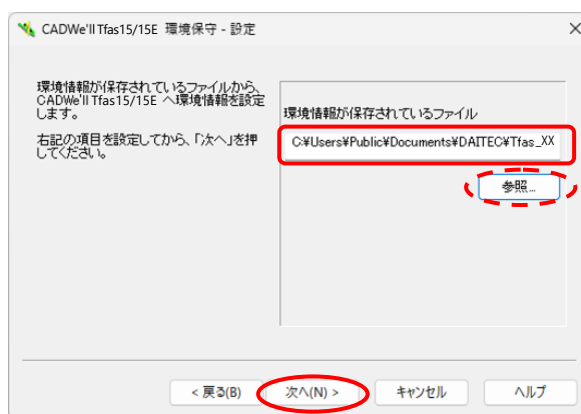 CADWe'll Tfas15/15E 環境保守 - 設定
環境情報が保存されているファイルから、
CADWe'll Tfas15/15E へ環境情報を設定
します。
右記の項目を設定してから、「次へ」を押
してください。
環境情報が保存されているファイル
C:¥Users¥Public¥Documents¥DAITEC¥Tfas_XX
参照...
< 戻る(B)
次へ(N) >
キャンセル
ヘルプ